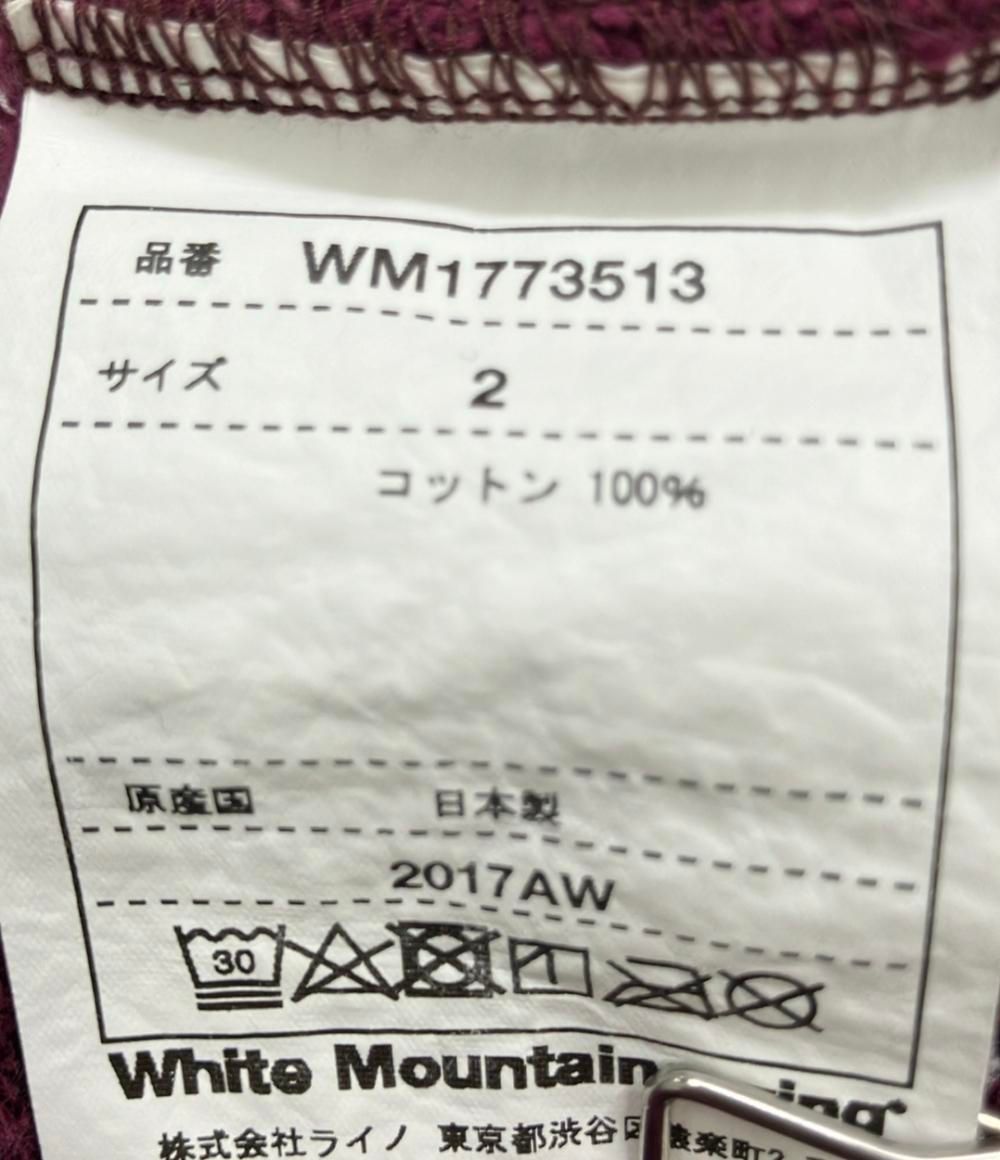 品番 WM1773513
サイズ 2
コットン 100%
原産国 日本製
2017AW
30
White Mountain
株式会社ライノ 東京都渋谷区